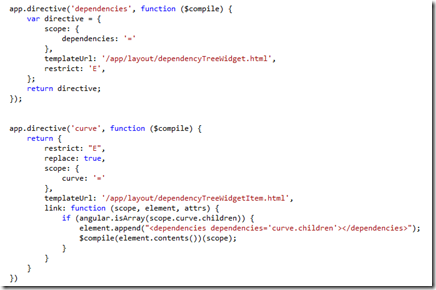 app.directive('dependencies', function ($compile) {
    var directive = {
        scope: {
            dependencies: '='
        },
        templateUrl: '/app/layout/dependencyTreeWidget.html',
        restrict: 'E',
    };
    return directive;
});
app.directive('curve', function ($compile) {
    return {
        restrict: "E",
        replace: true,
        scope: {
            curve: '='
        },
        templateUrl: '/app/layout/dependencyTreeWidgetItem.html',
        link: function (scope, element, attrs) {
            if (angular.isArray(scope.curve.children)) {
                element.append("<dependencies dependencies='curve.children'></dependencies>");
                $compile(element.contents())(scope);
            }
        }
    }
})